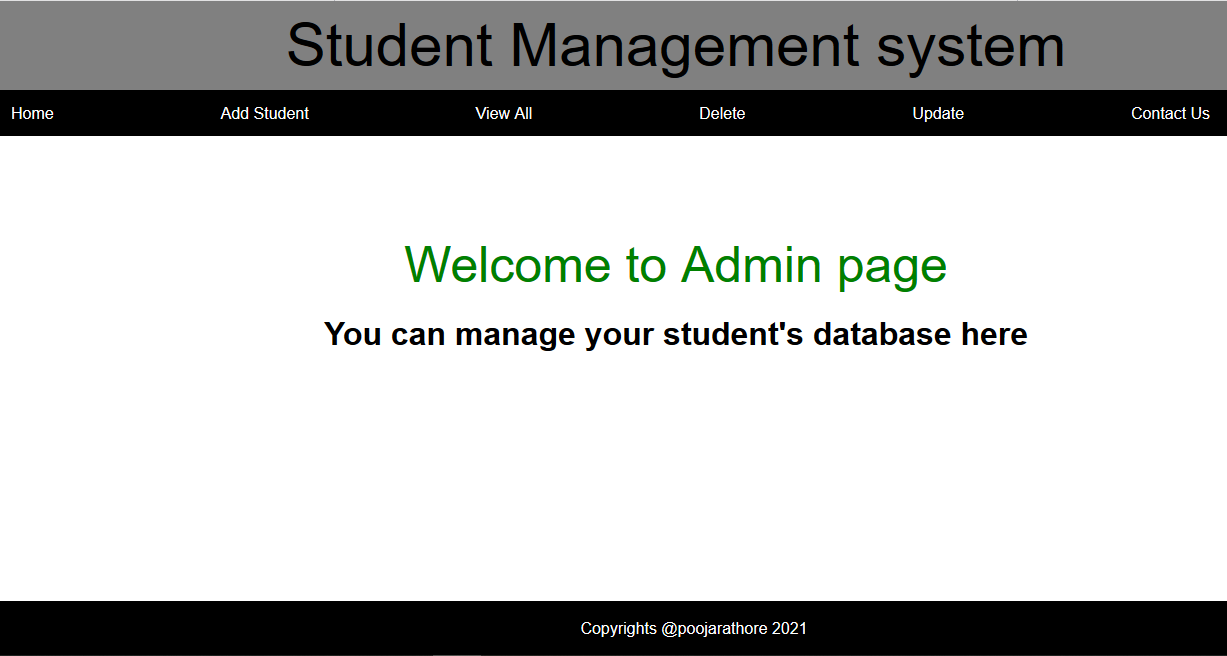 Student Management system
Home Add Student View All Delete Update Contact Us
Welcome to Admin page
You can manage your student's database here
Copyrights @poojarathore 2021